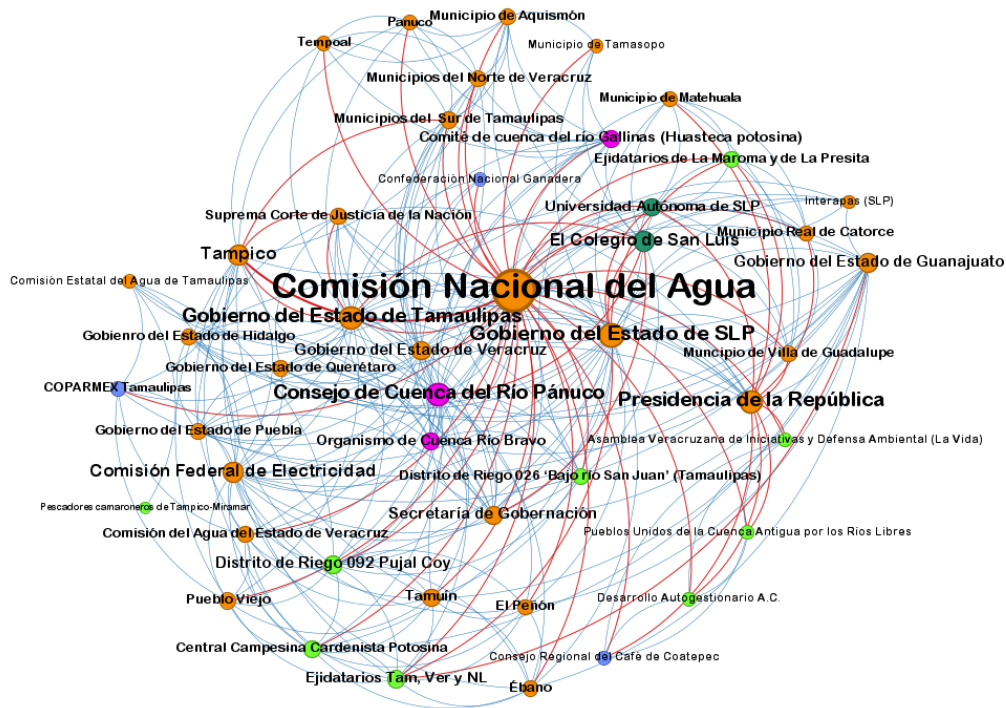 Municipio de Aquismón
Panuco
Tempoal
Municipio de Tamasopo
Municipios del Norte de Veracruz
Municipio de Matehuala
Municipios del Sur de Tamaulipas
Comité de cuenca del río Gallinas (Huasteca potosina)
Ejidatarios de La Maroma y de La Presita
Confederación Nacional Ganadera
Interapas (SLP)
Universidad Autónoma de SLP
Suprema Corte de Justicia de la Nación
Municipio Real de Catorce
El Colegio de San Luis
Tampico
Gobierno del Estado de Guanajuato
Comisión Estatal del Agua de Tamaulipas
Comisión Nacional del Agua
Gobierno del Estado de Tamaulipas
Gobienro del Estado de Hidalgo
Gobierno del Estado de SLP
Gobierno del Estado de Veracruz
Muncipio de Villa de Guadalupe
Gobierno del Estado de Querétaro
COPARMEX Tamaulipas
Consejo de Cuenca del Río Pánuco
Presidencia de la República
Gobierno del Estado de Puebla
Organismo de Cuenca Río Bravo
Asamblea Veracruzana de Iniciativas y Defensa Ambiental (La Vida)
Comisión Federal de Electricidad
Distrito de Riego 026 ‘Bajo río San Juan’ (Tamaulipas)
Pescadores camaroneros de Tampico-Miramar
Secretaría de Gobernación
Comisión del Agua del Estado de Veracruz
Pueblos Unidos de la Cuenca Antigua por los Ríos Libres
Distrito de Riego 092 Pujal Coy
Pueblo Viejo
Tamuín
El Peñón
Desarrollo Autogestionario A.C.
Central Campesina Cardenista Potosina
Consejo Regional del Café de Coatepec
Ejidatarios Tam, Ver y NL
Ébano